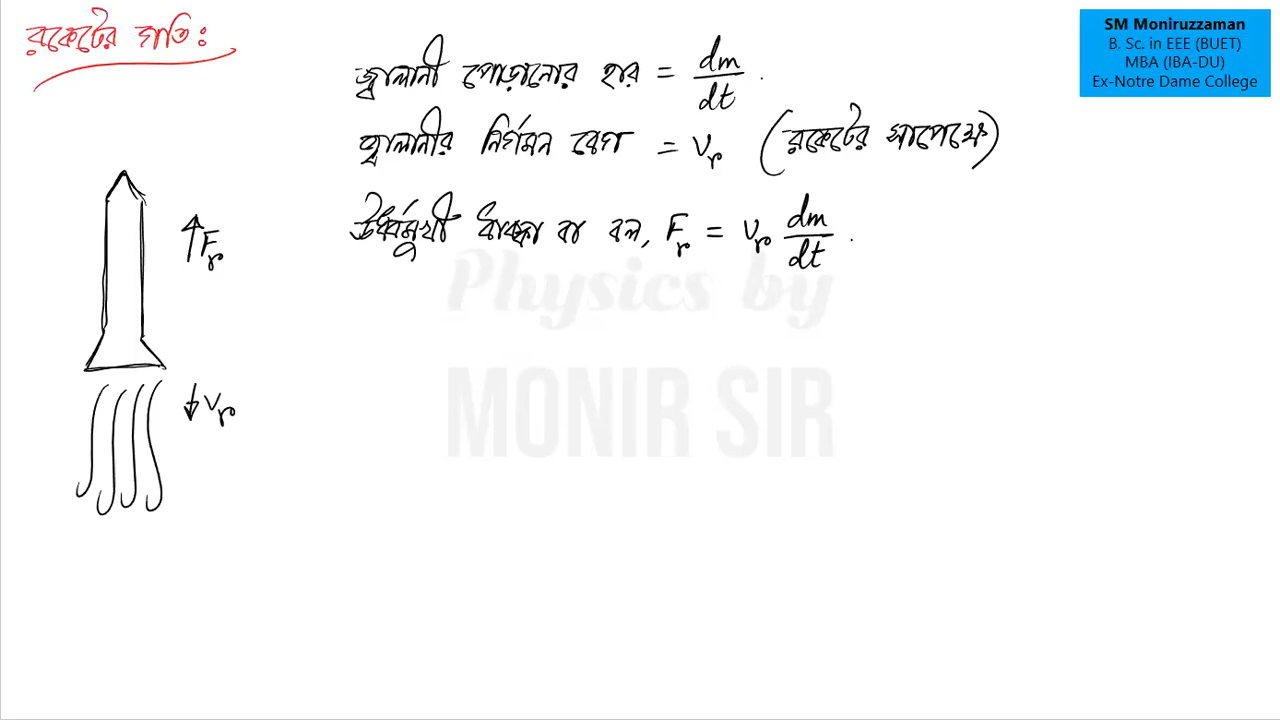 রকেটের গতি:
SM Moniruzzaman
B. Sc. in EEE (BUET)
MBA (IBA-DU)
Ex-Notre Dame College
জ্বালানী পোড়ানোর হার = dm/dt .
জ্বালানীর নির্গমন বেগ = vr (রকেটের সাপেক্ষে)
ঊর্ধ্বমুখী ধাক্কা বা বল, Fr = vr dm/dt .
↑Fr
↓vr
Physics by
MONIR SIR